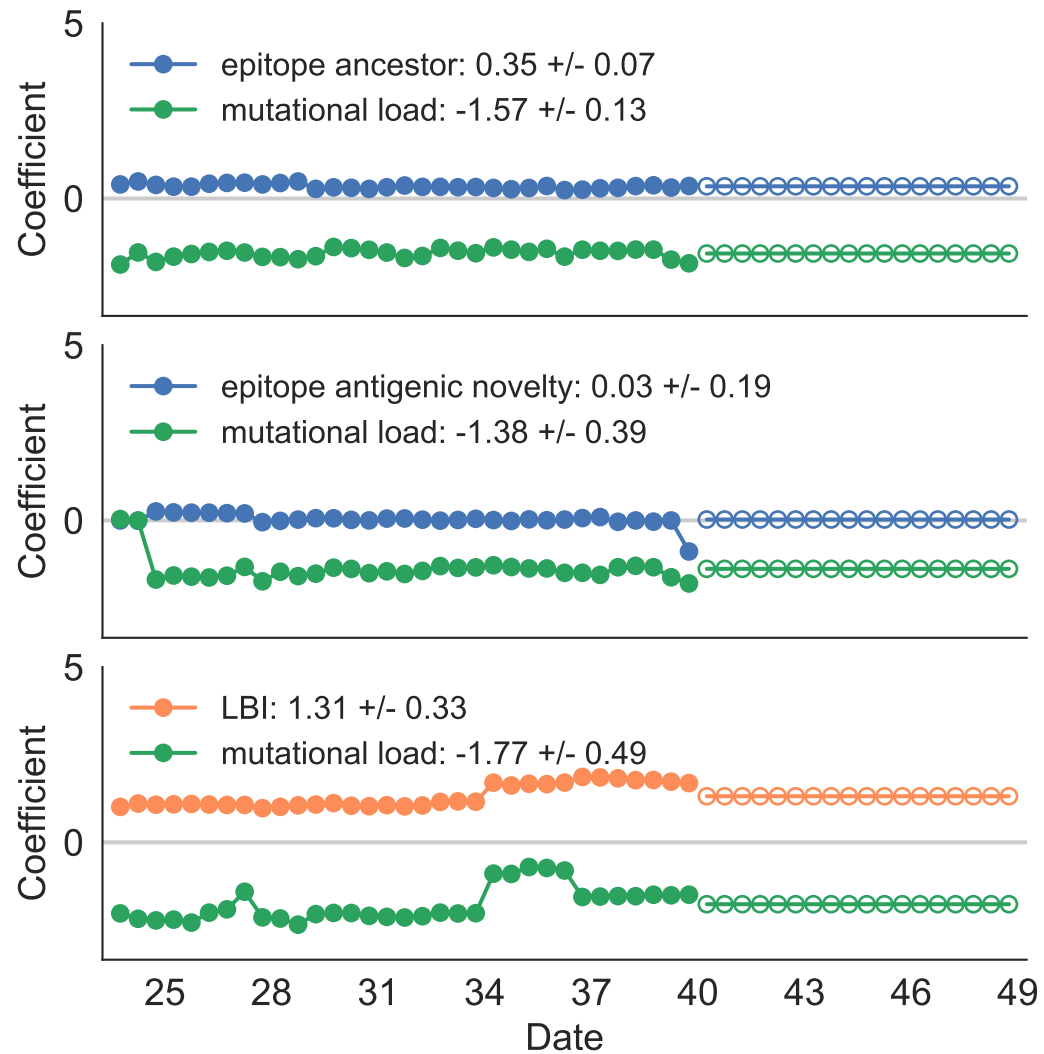 5
epitope ancestor: 0.35 +/- 0.07
mutational load: -1.57 +/- 0.13
Coefficient
0
5
epitope antigenic novelty: 0.03 +/- 0.19
mutational load: -1.38 +/- 0.39
Coefficient
0
5
LBI: 1.31 +/- 0.33
mutational load: -1.77 +/- 0.49
Coefficient
0
25 28 31 34 37 40 43 46 49
Date